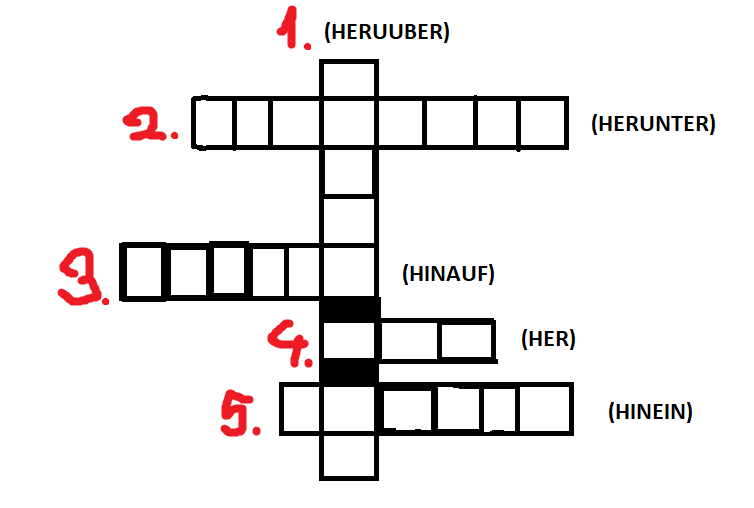 1. (HERUUBER)
2. (HERUNTER)
3. (HINAUF)
4. (HER)
5. (HINEIN)